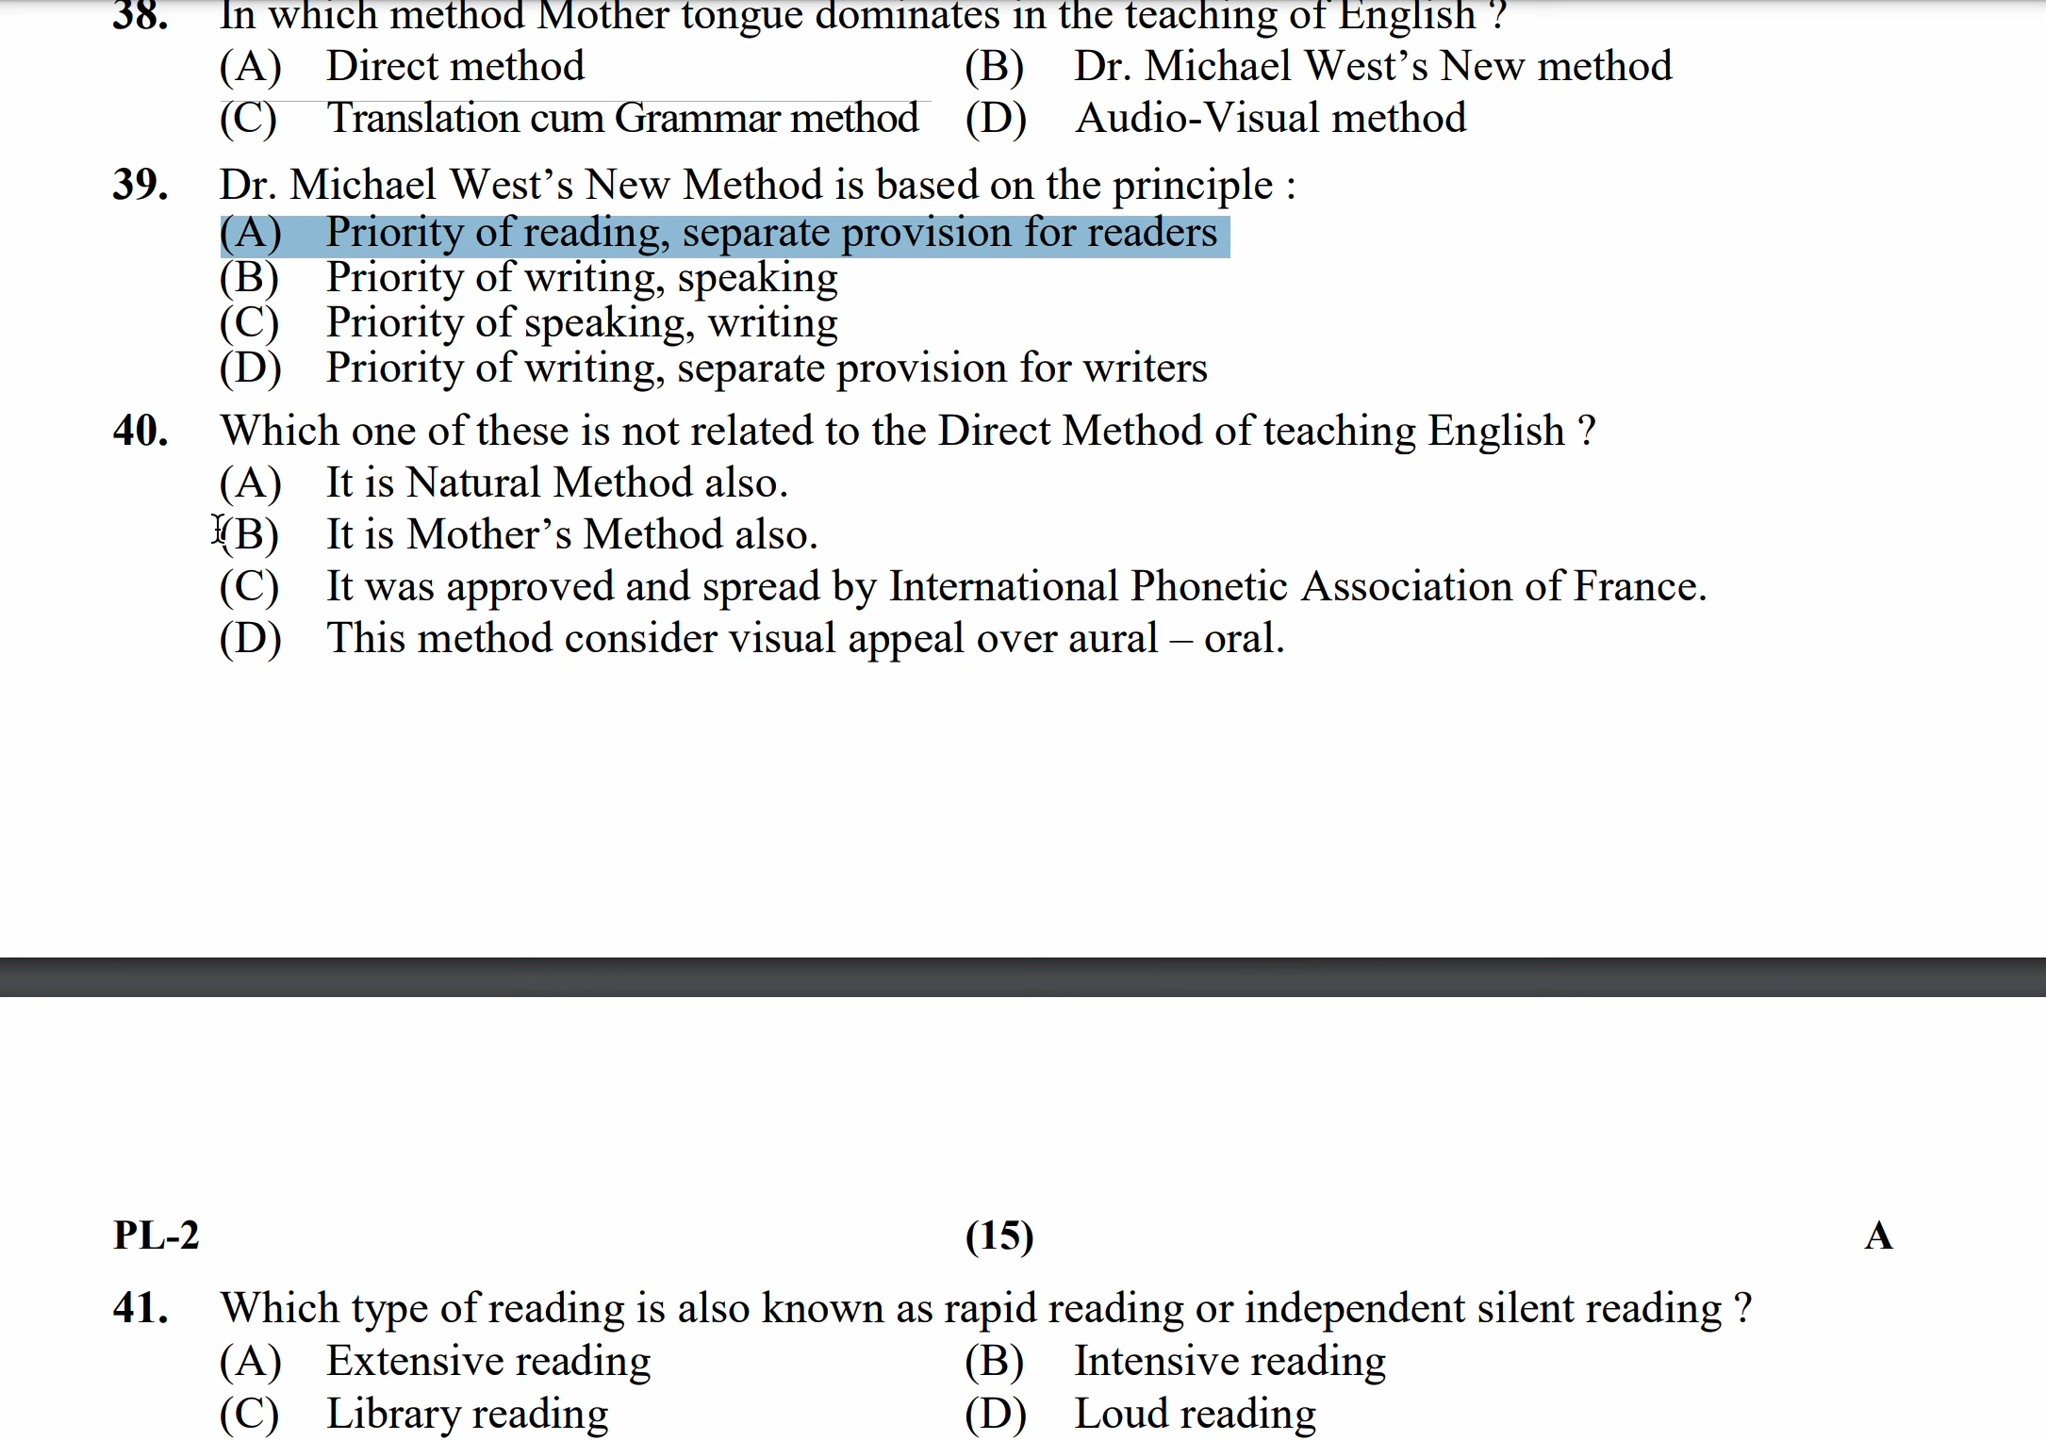 38. In which method Mother tongue dominates in the teaching of English ?
(A) Direct method (B) Dr. Michael West’s New method
(C) Translation cum Grammar method (D) Audio-Visual method
39. Dr. Michael West’s New Method is based on the principle :
(A) Priority of reading, separate provision for readers
(B) Priority of writing, speaking
(C) Priority of speaking, writing
(D) Priority of writing, separate provision for writers
40. Which one of these is not related to the Direct Method of teaching English ?
(A) It is Natural Method also.
(B) It is Mother’s Method also.
(C) It was approved and spread by International Phonetic Association of France.
(D) This method consider visual appeal over aural – oral.
PL-2 (15) A
41. Which type of reading is also known as rapid reading or independent silent reading ?
(A) Extensive reading (B) Intensive reading
(C) Library reading (D) Loud reading